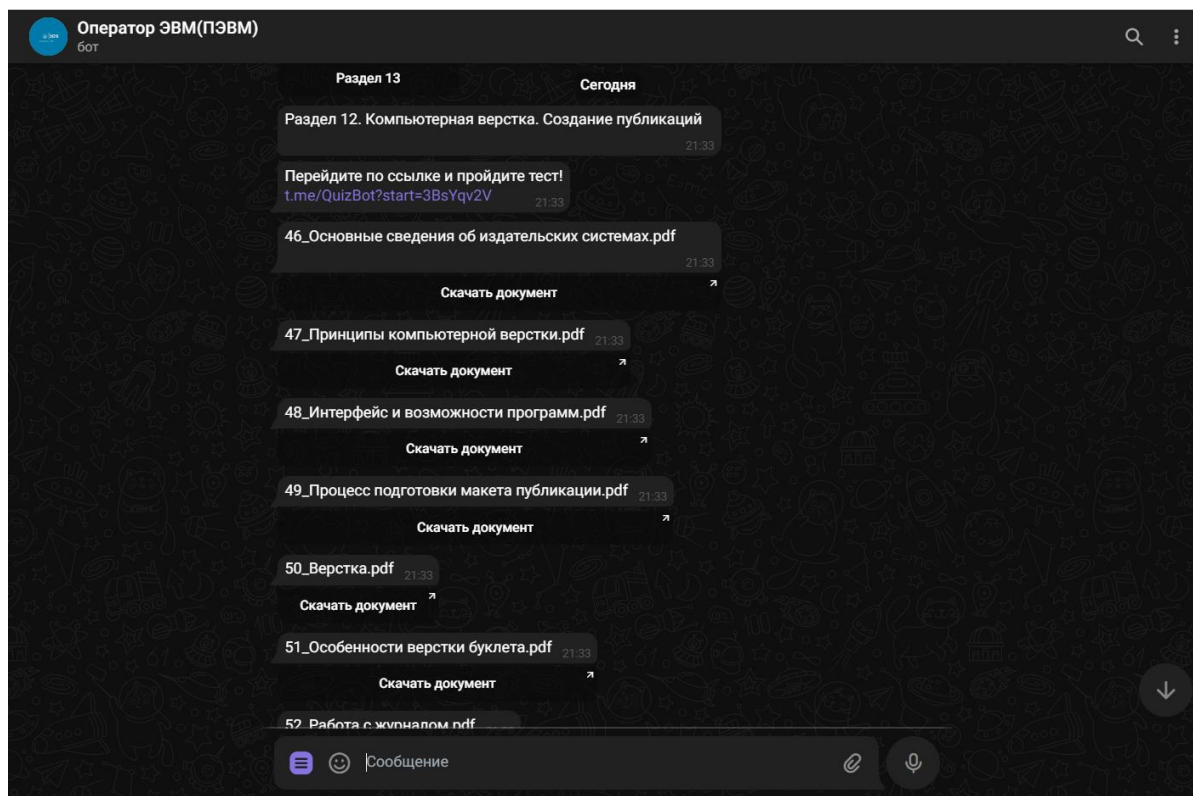 Оператор ЭВМ(ПЭВМ)
бот
Раздел 13
Сегодня
Раздел 12. Компьютерная верстка. Создание публикаций
21:33
Перейдите по ссылке и пройдите тест!
t.me/QuizBot?start=3BsYqv2V 21:33
46_Основные сведения об издательских системах.pdf
21:33
Скачать документ
47_Принципы компьютерной верстки.pdf 21:33
Скачать документ
48_Интерфейс и возможности программ.pdf 21:33
Скачать документ
49_Процесс подготовки макета публикации.pdf 21:33
Скачать документ
50_Верстка.pdf 21:33
Скачать документ
51_Особенности верстки буклета.pdf 21:33
Скачать документ
52_Работа с журналом.pdf
Сообщение